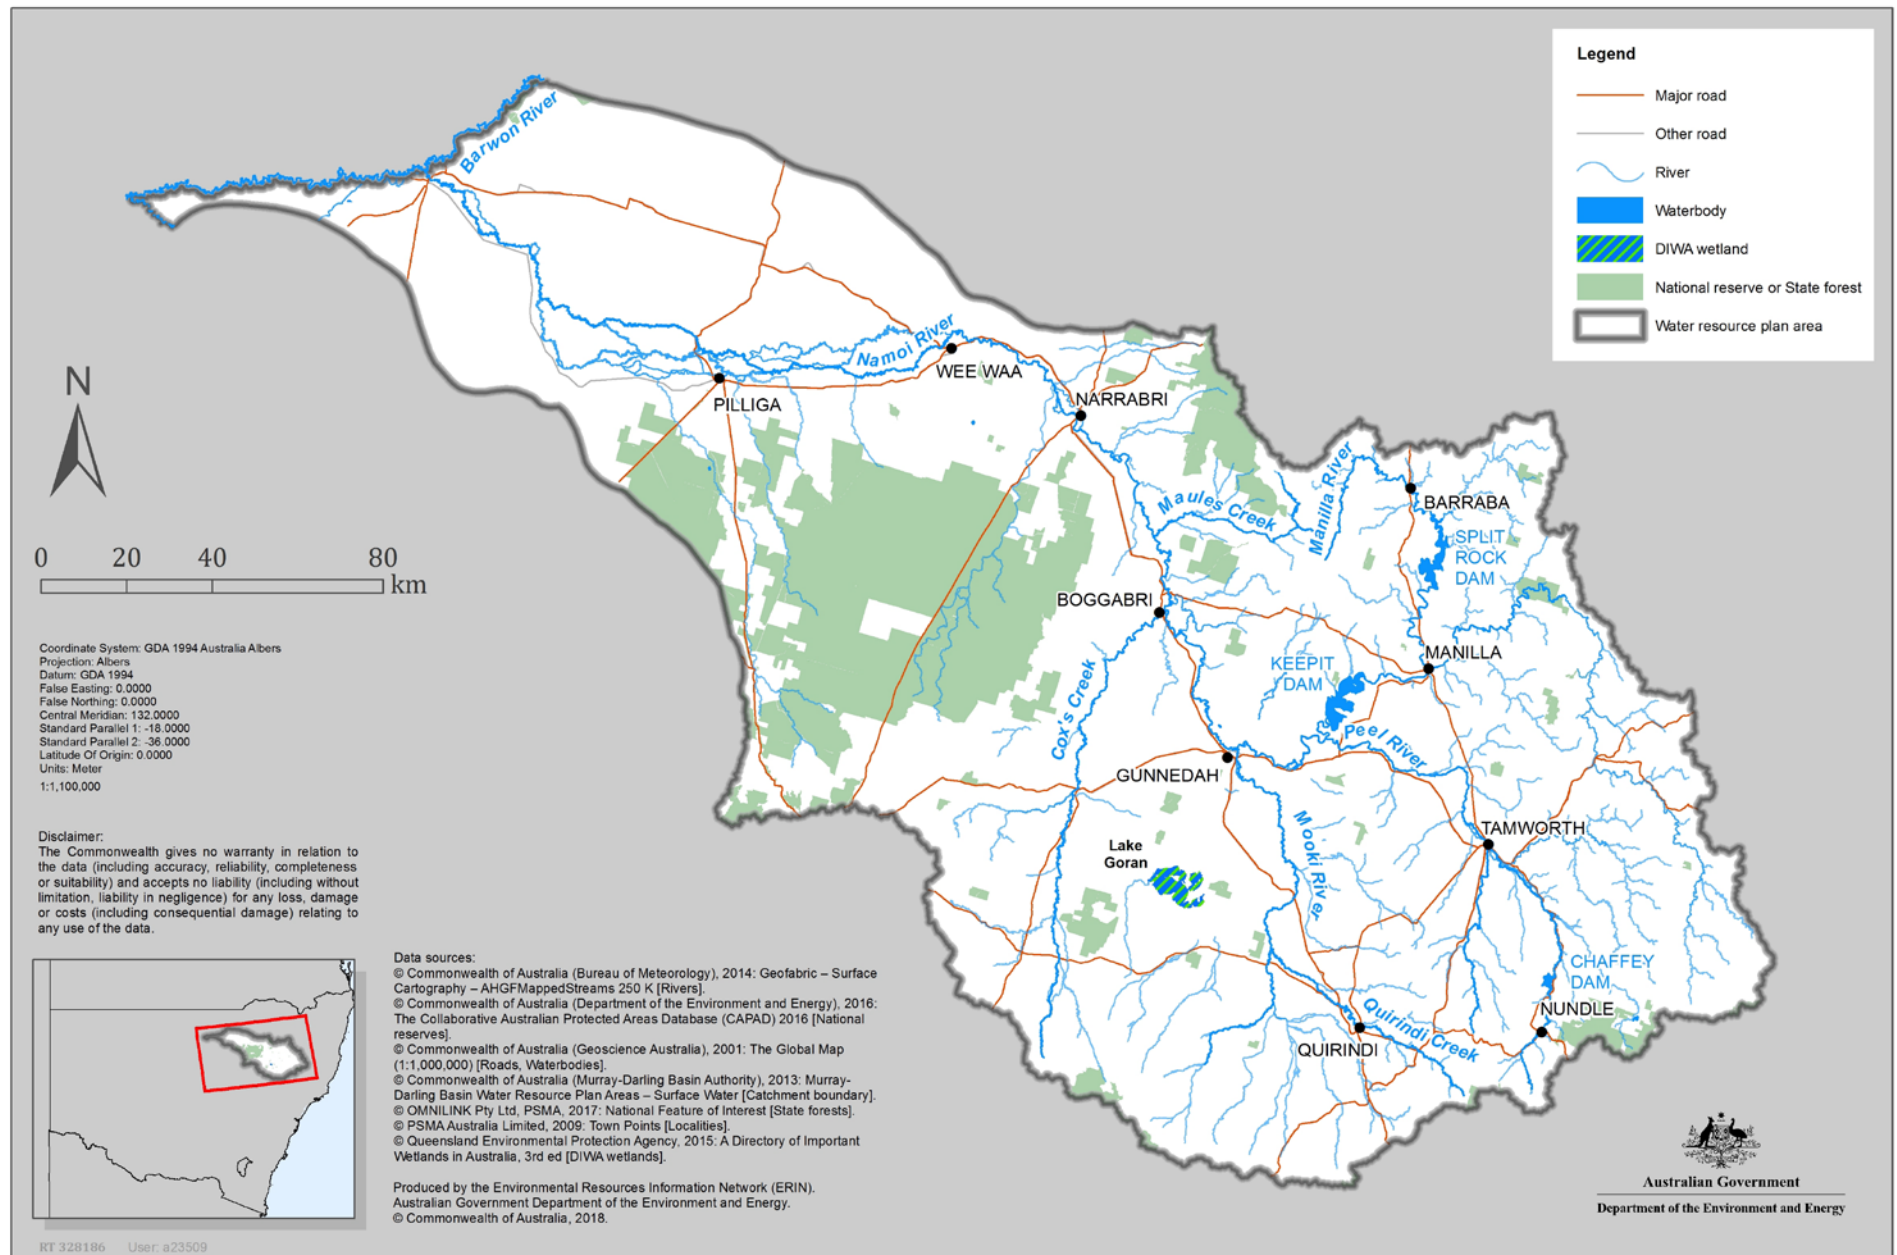 Legend
Major road
Other road
River
Waterbody
DIWA wetland
National reserve or State forest
Water resource plan area
Barwon River
Namoi River
WEE WAA
PILLIGA
NARRABRI
Maules Creek
Manilla River
BARRABA
SPLIT
ROCK
DAM
BOGGABRI
MANILLA
KEEPIT
DAM
Cox's Creek
Peel River
GUNNEDAH
Mooki River
TAMWORTH
Lake
Goran
CHAFFEY
DAM
NUNDLE
Quirindi Creek
QUIRINDI
N
0 20 40 80
km
Coordinate System: GDA 1994 Australia Albers
Projection: Albers
Datum: GDA 1994
False Easting: 0.0000
False Northing: 0.0000
Central Meridian: 132.0000
Standard Parallel 1: -18.0000
Standard Parallel 2: -36.0000
Latitude Of Origin: 0.0000
Units: Meter
1:1,100,000
Disclaimer:
The Commonwealth gives no warranty in relation to
the data (including accuracy, reliability, completeness
or suitability) and accepts no liability (including without
limitation, liability in negligence) for any loss, damage
or costs (including consequential damage) relating to
any use of the data.
Data sources:
© Commonwealth of Australia (Bureau of Meteorology), 2014: Geofabric – Surface
Cartography – AHGFMappedStreams 250 K [Rivers].
© Commonwealth of Australia (Department of the Environment and Energy), 2016:
The Collaborative Australian Protected Areas Database (CAPAD) 2016 [National
reserves].
© Commonwealth of Australia (Geoscience Australia), 2001: The Global Map
(1:1,000,000) [Roads, Waterbodies].
© Commonwealth of Australia (Murray-Darling Basin Authority), 2013: Murray-
Darling Basin Water Resource Plan Areas – Surface Water [Catchment boundary].
© OMNILINK Pty Ltd, PSMA, 2017: National Feature of Interest [State forests].
© PSMA Australia Limited, 2009: Town Points [Localities].
© Queensland Environmental Protection Agency, 2015: A Directory of Important
Wetlands in Australia, 3rd ed [DIWA wetlands].
Produced by the Environmental Resources Information Network (ERIN).
Australian Government Department of the Environment and Energy.
© Commonwealth of Australia, 2018.
Australian Government
Department of the Environment and Energy
RT 328186 User: a23509